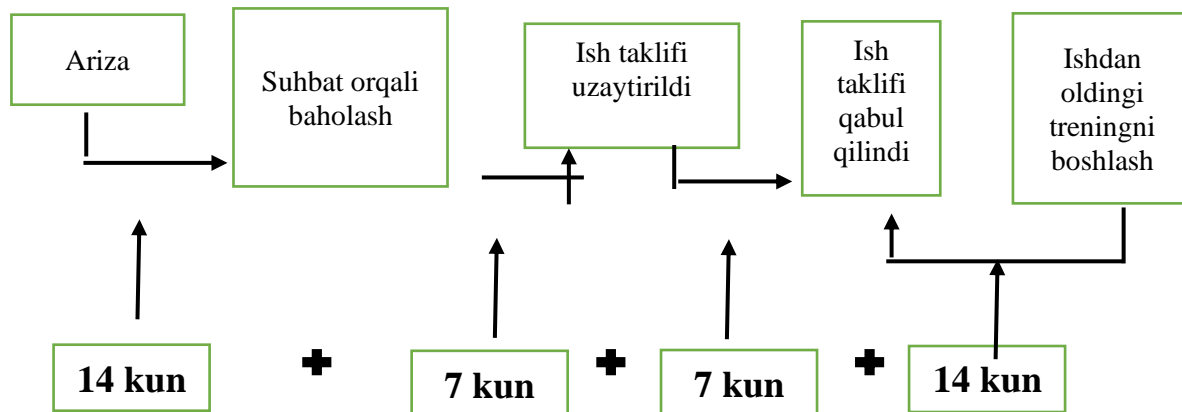 Ariza
Suhbat orqali
baholash
Ish taklifi
uzaytirildi
Ish
taklifi
qabul
qilindi
Ishdan
oldingi
treningni
boshlash
14 kun
+
7 kun
+
7 kun
+
14 kun